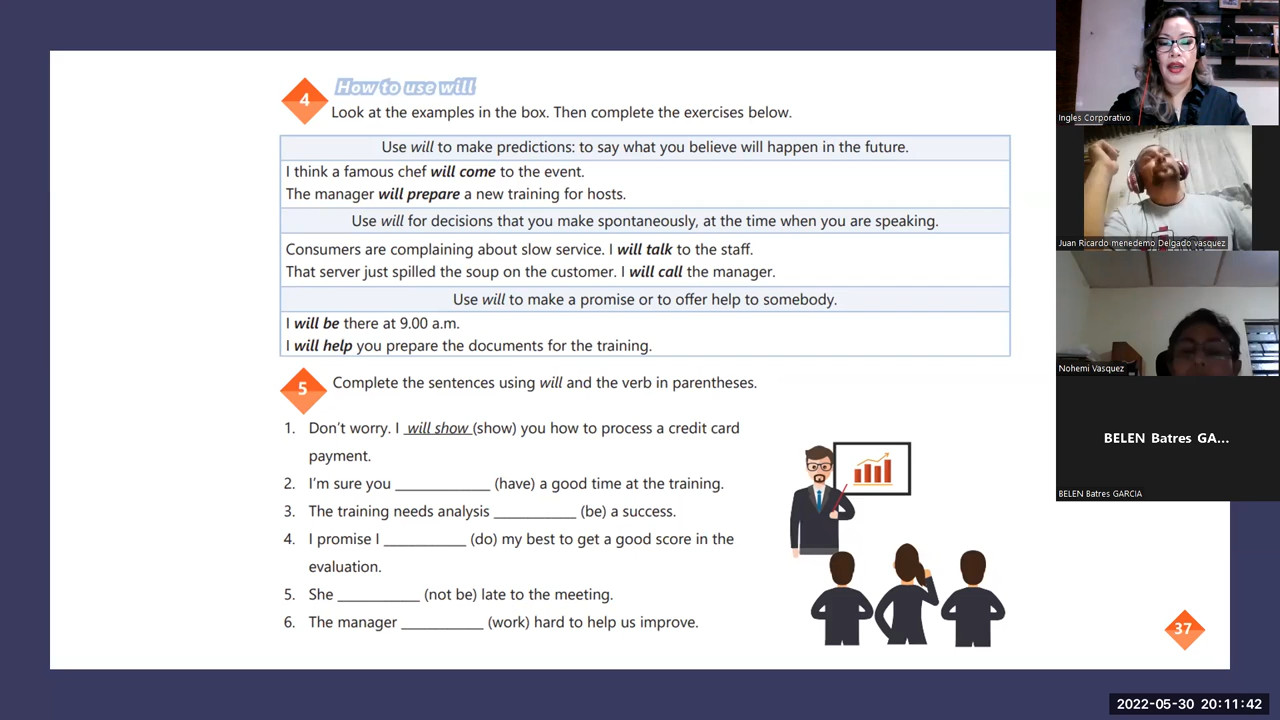 4
How to use will
Look at the examples in the box. Then complete the exercises below.
Use will to make predictions: to say what you believe will happen in the future.
I think a famous chef will come to the event.
The manager will prepare a new training for hosts.
Use will for decisions that you make spontaneously, at the time when you are speaking.
Consumers are complaining about slow service. I will talk to the staff.
That server just spilled the soup on the customer. I will call the manager.
Use will to make a promise or to offer help to somebody.
I will be there at 9.00 a.m.
I will help you prepare the documents for the training.
5
Complete the sentences using will and the verb in parentheses.
1. Don't worry. I will show (show) you how to process a credit card
payment.
2. I'm sure you ____________ (have) a good time at the training.
3. The training needs analysis __________ (be) a success.
4. I promise I __________ (do) my best to get a good score in the
evaluation.
5. She __________ (not be) late to the meeting.
6. The manager __________ (work) hard to help us improve.
37
Ingles Corporativo
Juan Ricardo menedemo Delgado vasquez
Nohemi Vasquez
BELEN Batres GA...
BELEN Batres GARCIA
2022-05-30 20:11:42